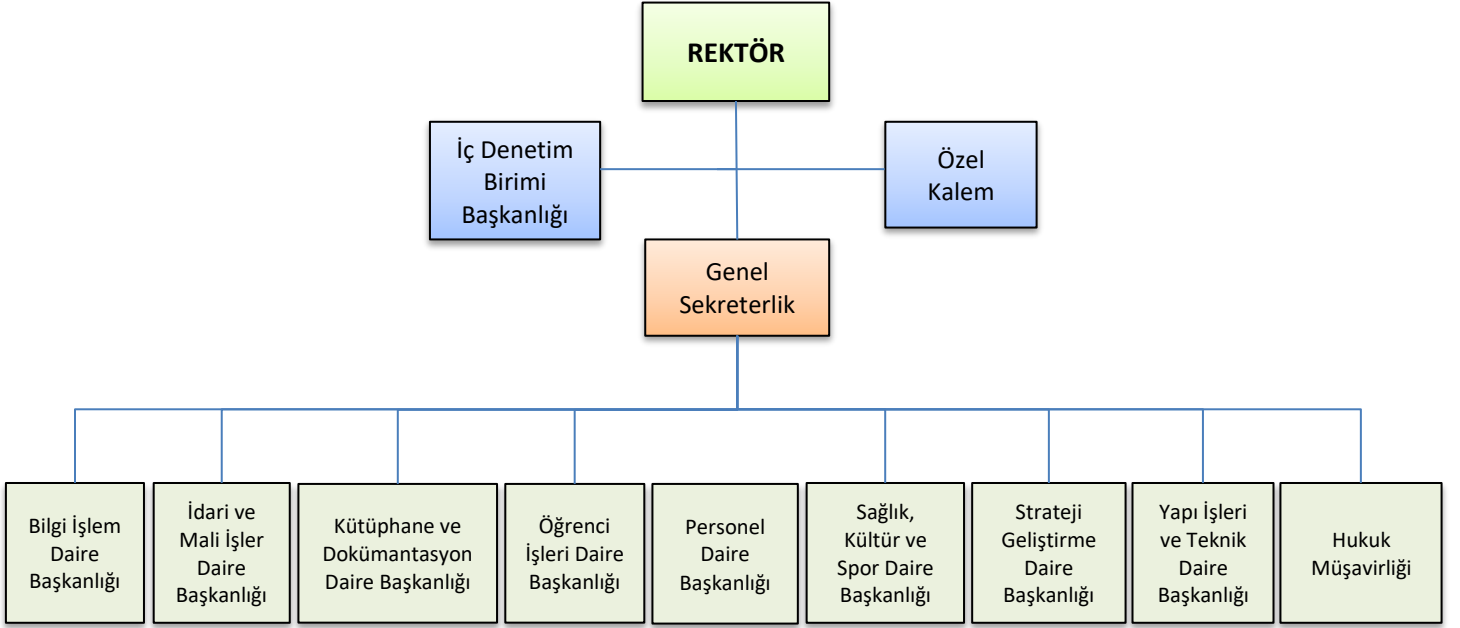 REKTÖR
İç Denetim
Birimi
Başkanlığı
Özel
Kalem
Genel
Sekreterlik
Bilgi İşlem
Daire
Başkanlığı
İdari ve
Mali İşler
Daire
Başkanlığı
Kütüphane ve
Dokümantasyon
Daire Başkanlığı
Öğrenci
İşleri Daire
Başkanlığı
Personel
Daire
Başkanlığı
Sağlık,
Kültür ve
Spor Daire
Başkanlığı
Strateji
Geliştirme
Daire
Başkanlığı
Yapı İşleri
ve Teknik
Daire
Başkanlığı
Hukuk
Müşavirliği